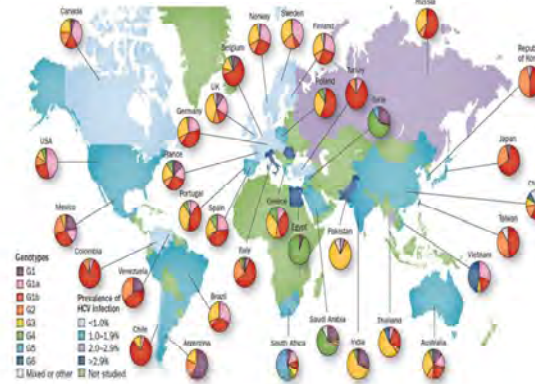 Canada
Norway
Sweden
Finland
Russia
Belgium
UK
Poland
Turkey
Syria
Republic
of Korea
Germany
USA
France
Japan
Mexico
Portugal
Spain
Greece
Egypt
Pakistan
Taiwan
Genotypes
G1
G1a
G1b
G2
G3
G4
G5
G6
Mixed or other
Colombia
Venezuela
Italy
Vietnam
Prevalence of
HCV infection
<1.0%
1.0–1.9%
2.0–2.9%
>2.9%
Not studied
Brazil
Chile
Argentina
South Africa
Saudi Arabia
India
Thailand
Australia